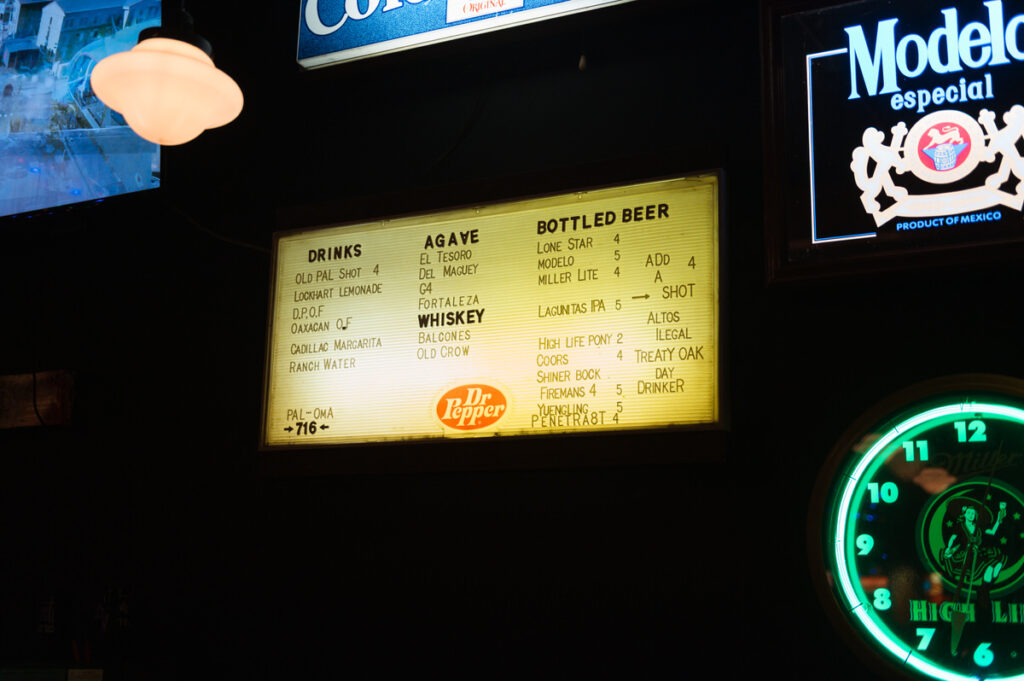 Co
ORIGINAL
Modelo
especial
PRODUCT OF MEXICO
DRINKS
OLD PAL SHOT 4
LOCKHART LEMONADE
D.P.O.F
OAXACAN O.F
CADILLAC MARGARITA
RANCH WATER
PAL-OMA
→716←
AGAVE
EL TESORO
DEL MAGUEY
G4
FORTALEZA
WHISKEY
BALCONES
OLD CROW
Dr
Pepper
BOTTLED BEER
LONE STAR 4
MODELO 5
MILLER LITE 4
LAGUNITAS IPA 5
HIGH LIFE PONY 2
COORS 4
SHINER BOCK
FIREMANS 4 5
YUENGLING 5
PENETRA8T 4
ADD 4
A
→ SHOT
ALTOS
ILEGAL
TREATY OAK
DAY
DRINKER
12
11
10
9
8
7
6
Miller
HIGH LI